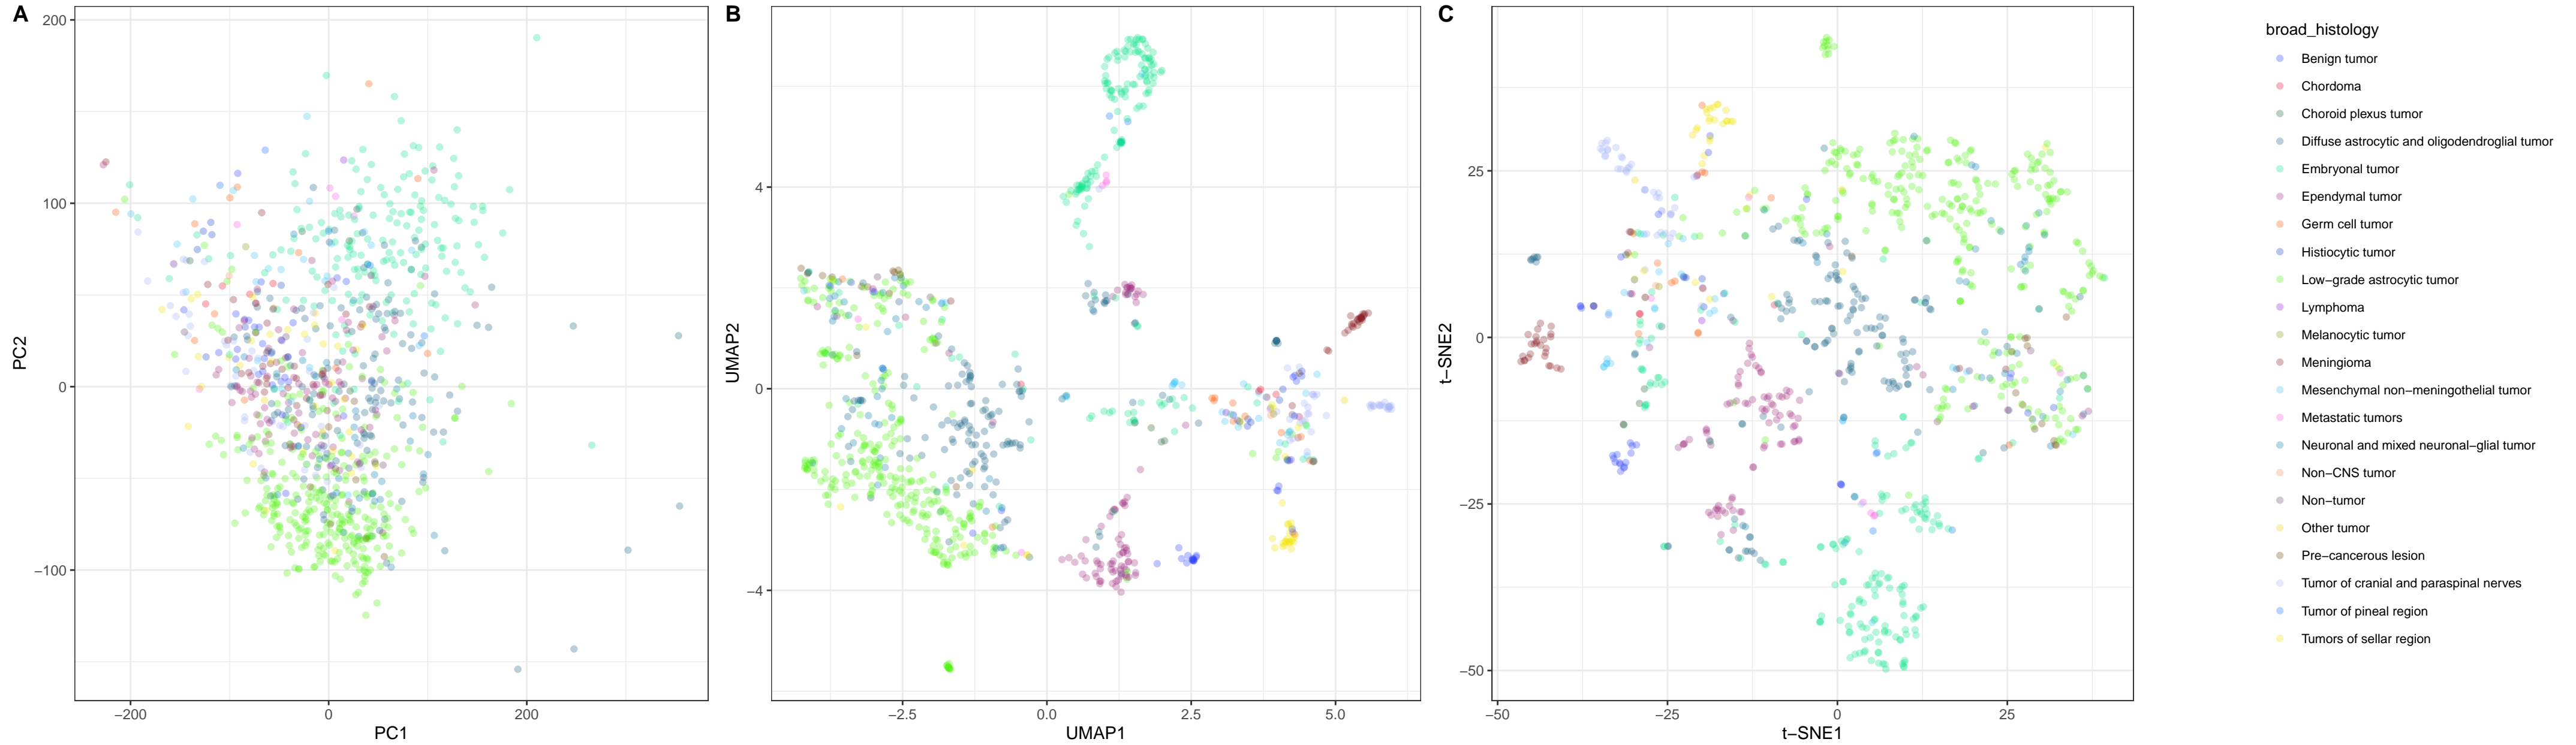 A
200
100
0
−100
PC2
−200
0
200
PC1
B
4
0
−4
UMAP2
−2.5
0.0
2.5
5.0
UMAP1
C
25
0
−25
−50
t−SNE2
−50
−25
0
25
t−SNE1
broad_histology
Benign tumor
Chordoma
Choroid plexus tumor
Diffuse astrocytic and oligodendroglial tumor
Embryonal tumor
Ependymal tumor
Germ cell tumor
Histiocytic tumor
Low−grade astrocytic tumor
Lymphoma
Melanocytic tumor
Meningioma
Mesenchymal non−meningothelial tumor
Metastatic tumors
Neuronal and mixed neuronal−glial tumor
Non−CNS tumor
Non−tumor
Other tumor
Pre−cancerous lesion
Tumor of cranial and paraspinal nerves
Tumor of pineal region
Tumors of sellar region